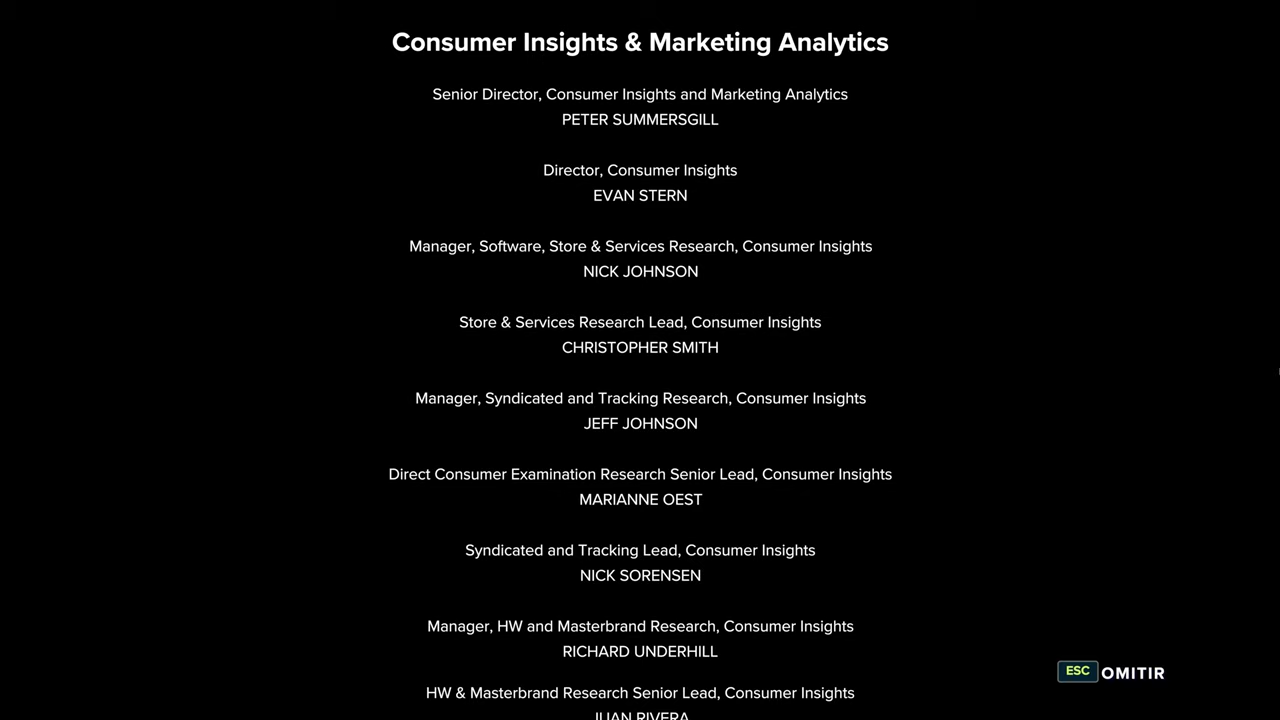 Consumer Insights & Marketing Analytics
Senior Director, Consumer Insights and Marketing Analytics
PETER SUMMERSGILL
Director, Consumer Insights
EVAN STERN
Manager, Software, Store & Services Research, Consumer Insights
NICK JOHNSON
Store & Services Research Lead, Consumer Insights
CHRISTOPHER SMITH
Manager, Syndicated and Tracking Research, Consumer Insights
JEFF JOHNSON
Direct Consumer Examination Research Senior Lead, Consumer Insights
MARIANNE OEST
Syndicated and Tracking Lead, Consumer Insights
NICK SORENSEN
Manager, HW and Masterbrand Research, Consumer Insights
RICHARD UNDERHILL
ESC OMITIR
HW & Masterbrand Research Senior Lead, Consumer Insights
JUAN RIVERA